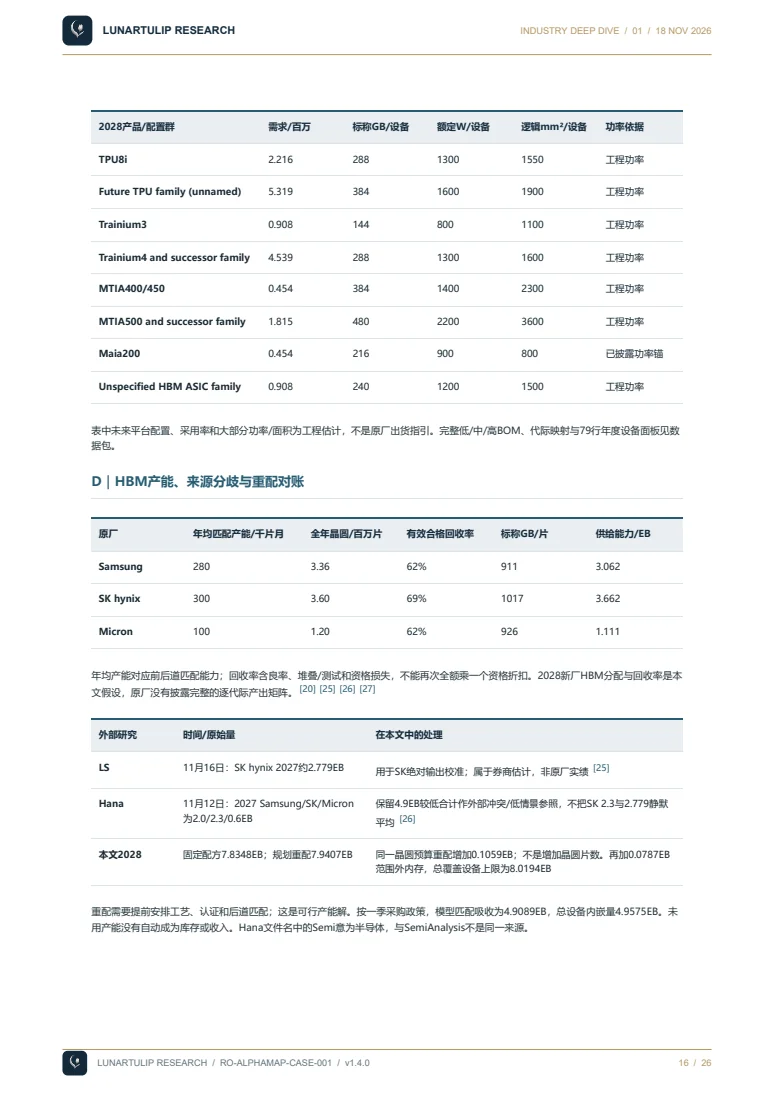 LUNARTULIP RESEARCH
INDUSTRY DEEP DIVE / 01 / 18 NOV 2026
2028产品/配置群 需求/百万 标称GB/设备 额定W/设备 逻辑mm²/设备 功率依据
TPU8i 2.216 288 1300 1550 工程功率
Future TPU family (unnamed) 5.319 384 1600 1900 工程功率
Trainium3 0.908 144 800 1100 工程功率
Trainium4 and successor family 4.539 288 1300 1600 工程功率
MTIA400/450 0.454 384 1400 2300 工程功率
MTIA500 and successor family 1.815 480 2200 3600 工程功率
Maia200 0.454 216 900 800 已披露功率锚
Unspecified HBM ASIC family 0.908 240 1200 1500 工程功率
表中未来平台配置、采用率和大部分功率/面积为工程估计，不是原厂出货指引。完整低/中/高BOM、代际映射与79行年度设备面板见数
据包。
D｜HBM产能、来源分歧与重配对账
原厂 年均匹配产能/千片月 全年晶圆/百万片 有效合格回收率 标称GB/片 供给能力/EB
Samsung 280 3.36 62% 911 3.062
SK hynix 300 3.60 69% 1017 3.662
Micron 100 1.20 62% 926 1.111
年均产能对应前后道匹配能力；回收率含良率、堆叠/测试和资格损失，不能再次全额乘一个资格折扣。2028新厂HBM分配与回收率是本
文假设，原厂没有披露完整的逐代际产出矩阵。 [20] [25] [26] [27]
外部研究 时间/原始量 在本文中的处理
LS 11月16日：SK hynix 2027约2.779EB 用于SK绝对输出校准；属于券商估计，非原厂实绩 [25]
Hana 11月12日：2027 Samsung/SK/Micron 保留4.9EB较低合计作外部冲突/低情景参照，不把SK 2.3与2.779静默
为2.0/2.3/0.6EB 平均 [26]
本文2028 固定配方7.8348EB；规划重配7.9407EB 同一晶圆预算重配增加0.1059EB；不是增加晶圆片数。再加0.0787EB
范围外内存，总覆盖设备上限为8.0194EB
重配需要提前安排工艺、认证和后道匹配；这是可行产能解。按一季采购政策，模型匹配吸收为4.9089EB，总设备内嵌量4.9575EB。未
用产能没有自动成为库存或收入。Hana文件名中的Semi意为半导体，与SemiAnalysis不是同一来源。
LUNARTULIP RESEARCH / RO-ALPHAMAP-CASE-001 / v1.4.0
16 / 26